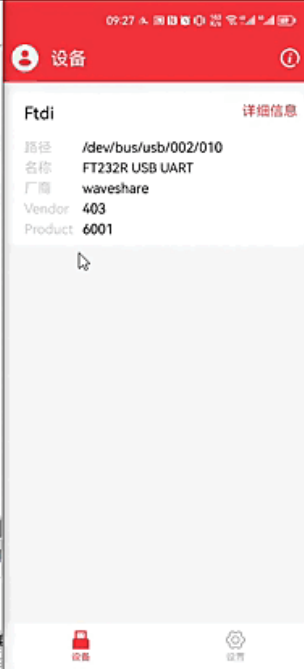 09:27
设备
Ftdi 详细信息
路径 /dev/bus/usb/002/010
名称 FT232R USB UART
厂商 waveshare
Vendor 403
Product 6001
设备 设置